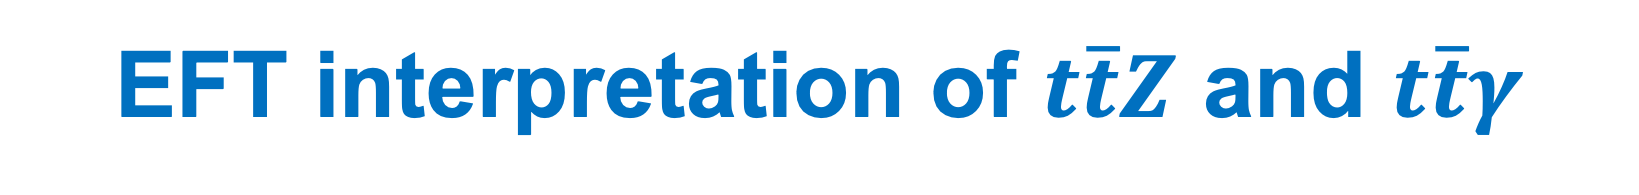 EFT interpretation of tt̄Z and tt̄γ